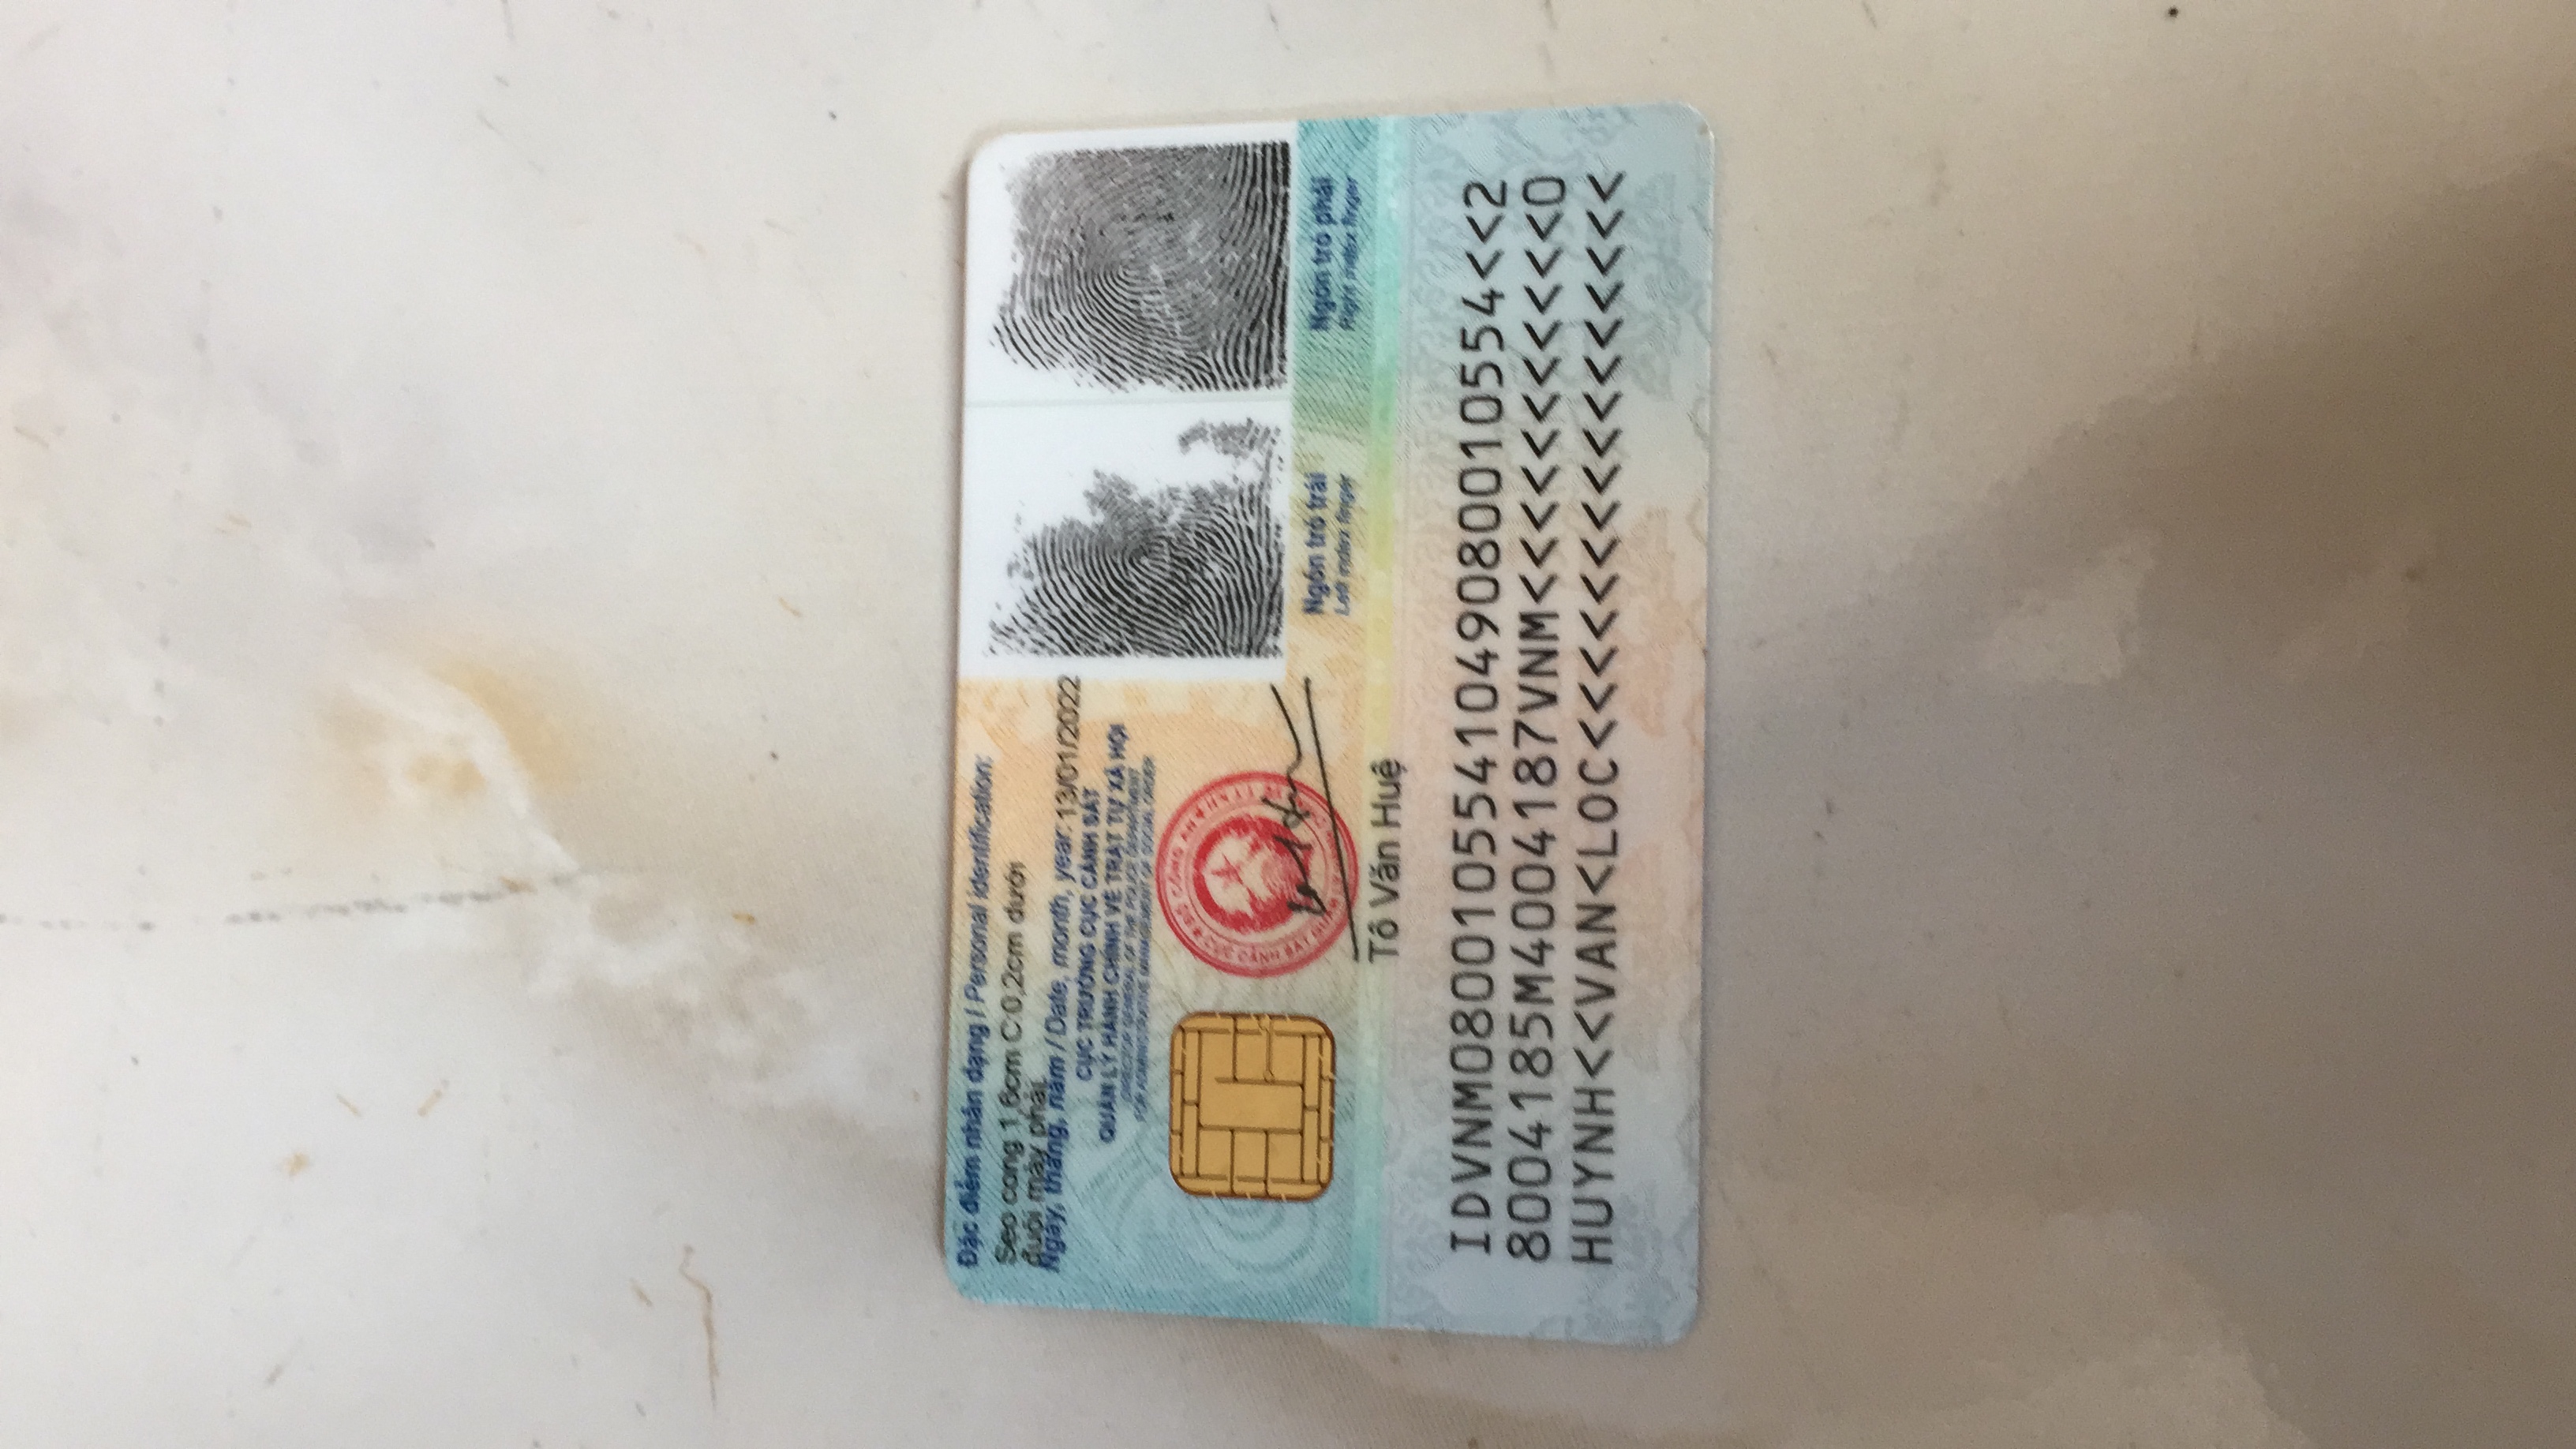 Đặc điểm nhân dạng / Personal identification:
Sẹo cong 1,6cm C:0,2cm dưới
đuôi mày phải
Ngày, tháng, năm / Date, month, year: 13/01/2022
CỤC TRƯỞNG CỤC CẢNH SÁT
QUẢN LÝ HÀNH CHÍNH VỀ TRẬT TỰ XÃ HỘI
DIRECTOR GENERAL OF THE POLICE DEPARTMENT
FOR ADMINISTRATIVE MANAGEMENT OF SOCIAL ORDER
BỘ CÔNG AN
Tô Văn Huệ
Ngón trỏ trái
Left index finger
Ngón trỏ phải
Right index finger
IDVNM0800105541049080010554<<2
8004185M4004187VNM<<<<<<<<<<<0
HUYNH<<VAN<LOC<<<<<<<<<<<<<<<<